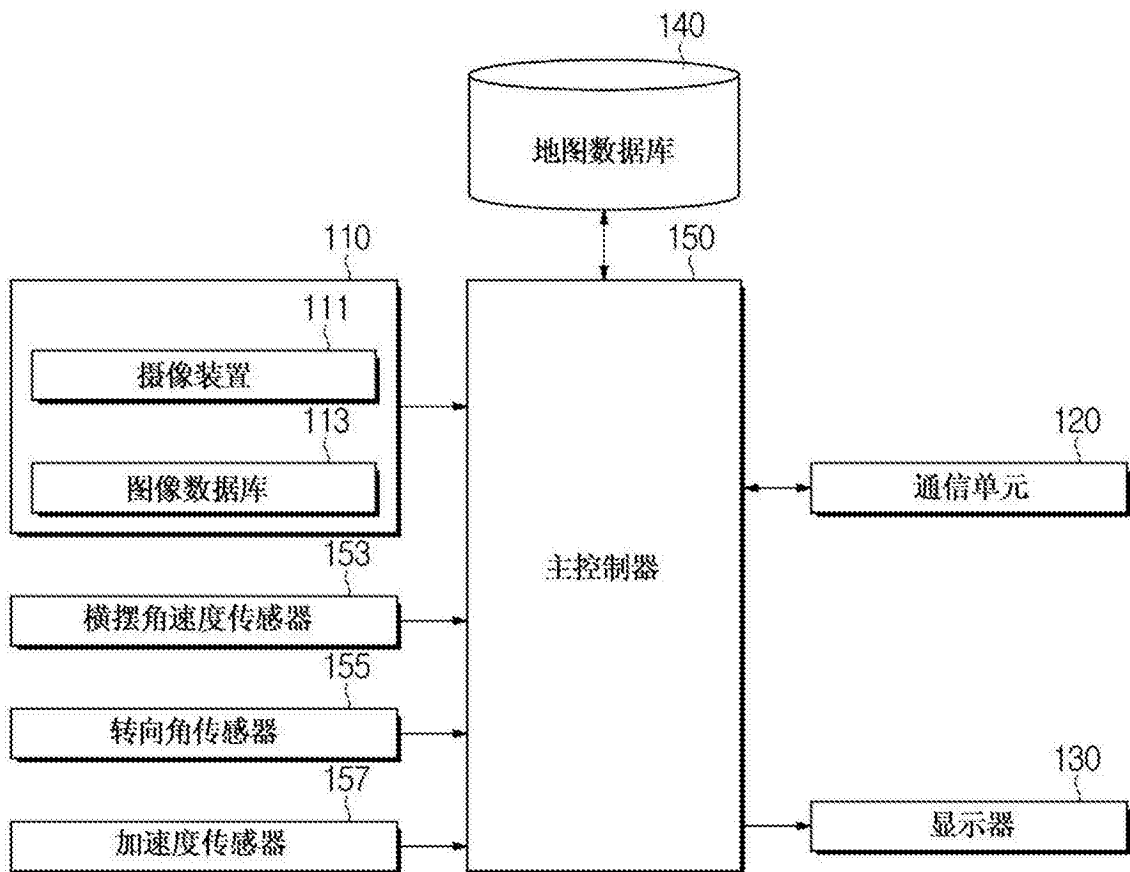 140
地图数据库
110
150
111
摄像装置
113
图像数据库
120
通信单元
主控制器
153
横摆角速度传感器
155
转向角传感器
157
加速度传感器
130
显示器